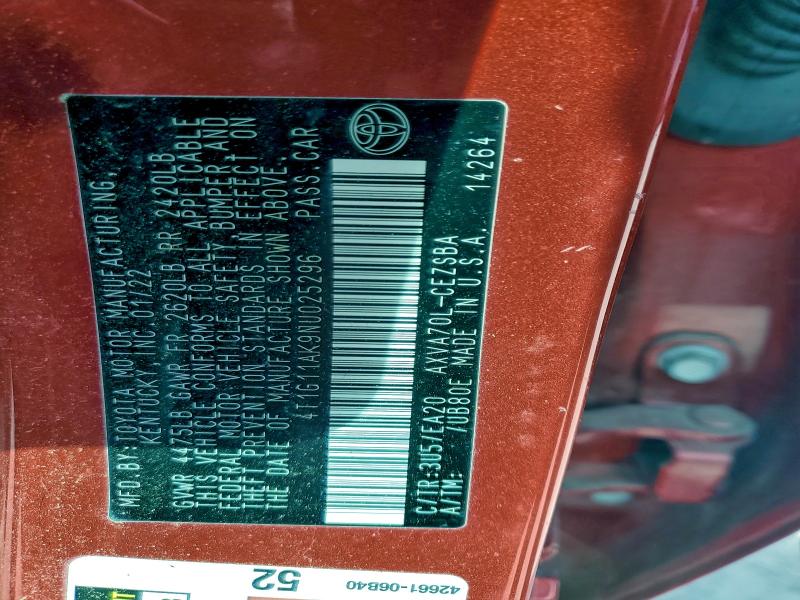 MFD. BY: TOYOTA MOTOR MANUFACTURING,
KENTUCKY, INC. 01/22
GVWR 4475LB GAWR FR 2620LB RR 2420LB
THIS VEHICLE CONFORMS TO ALL APPLICABLE
FEDERAL MOTOR VEHICLE SAFETY, BUMPER, AND
THEFT PREVENTION STANDARDS IN EFFECT ON
THE DATE OF MANUFACTURE SHOWN ABOVE.
4T1G11AK9NU025296 PASS.CAR
C/TR:3U5/EA20 AXVA70L-CEZSBA
A/TM: /UB80E MADE IN U.S.A. 14264
52 42661-06B40